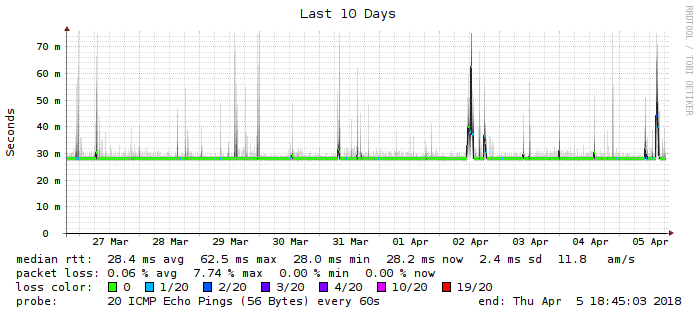 Last 10 Days
RRDTOOL / TOBI OETIKER
Seconds
70 m
60 m
50 m
40 m
30 m
20 m
10 m
0
27 Mar 28 Mar 29 Mar 30 Mar 31 Mar 01 Apr 02 Apr 03 Apr 04 Apr 05 Apr
median rtt: 28.4 ms avg 62.5 ms max 28.0 ms min 28.2 ms now 2.4 ms sd 11.8 am/s
packet loss: 0.06 % avg 7.74 % max 0.00 % min 0.00 % now
loss color: 0 1/20 2/20 3/20 4/20 10/20 19/20
probe: 20 ICMP Echo Pings (56 Bytes) every 60s end: Thu Apr 5 18:45:03 2018